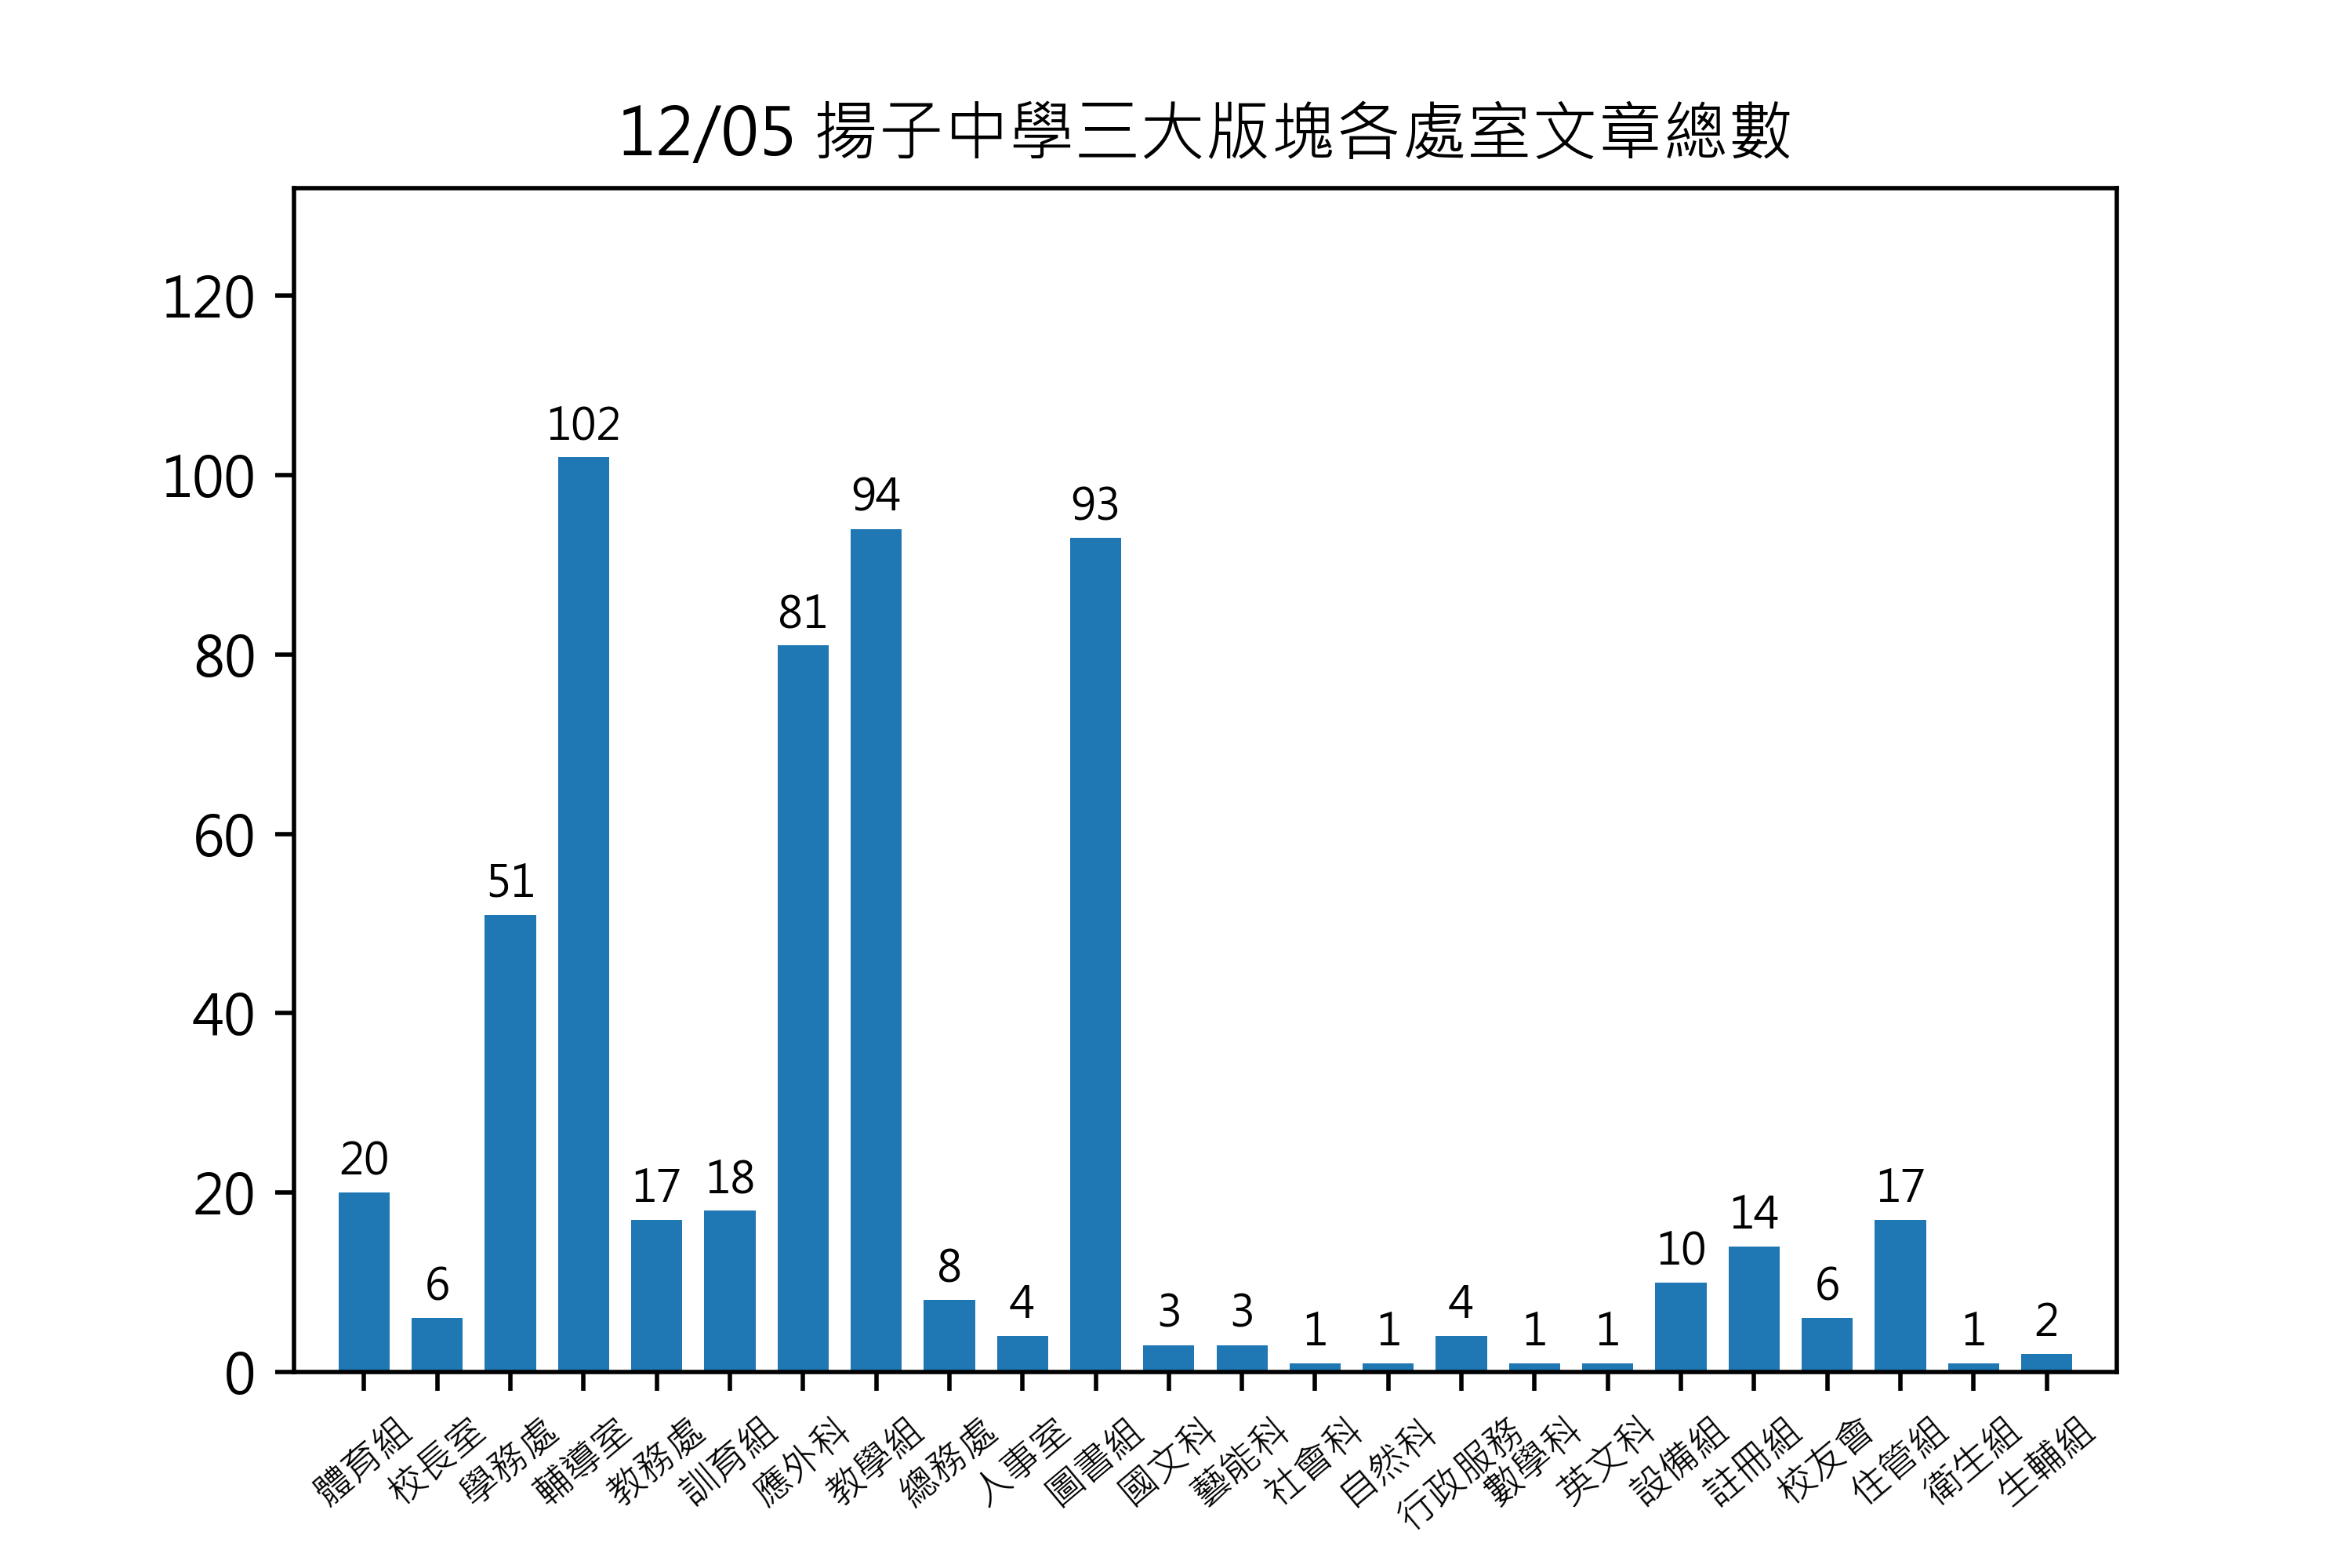 12/05 揚子中學三大版塊各處室文章總數
120
100
80
60
40
20
0
20
6
51
102
17
18
81
94
8
4
93
3
3
1
1
4
1
1
10
14
6
17
1
2
體育組
校長室
學務處
輔導室
教務處
訓育組
應外科
教學組
總務處
人事室
圖書組
國文科
藝能科
社會科
自然科
行政服務
數學科
英文科
設備組
註冊組
校友會
住管組
衛生組
生輔組